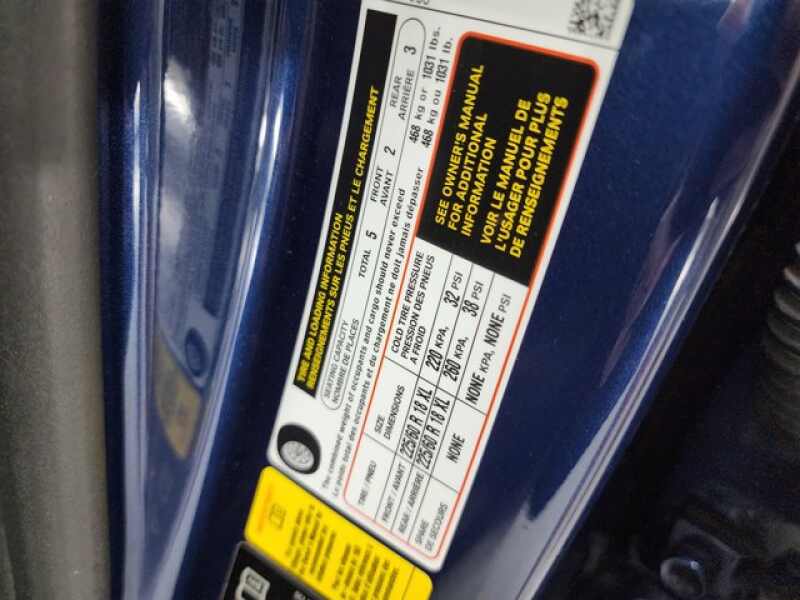 TIRE AND LOADING INFORMATION
RENSEIGNEMENTS SUR LES PNEUS ET LE CHARGEMENT
SEATING CAPACITY
NOMBRE DE PLACES
TOTAL 5
FRONT
AVANT 2
REAR
ARRIÈRE 3
The combined weight of occupants and cargo should never exceed 468 kg or 1031 lbs.
Le poids total des occupants et du chargement ne doit jamais dépasser 468 kg ou 1031 lb.
TIRE / PNEU
SIZE
DIMENSIONS
COLD TIRE PRESSURE
PRESSION DES PNEUS
A FROID
FRONT / AVANT 225/60 R 18 XL 220 KPA, 32 PSI
REAR / ARRIERE 225/60 R 18 XL 260 KPA, 38 PSI
SPARE
DE SECOURS
NONE
NONE KPA, NONE PSI
SEE OWNER'S MANUAL
FOR ADDITIONAL
INFORMATION
VOIR LE MANUEL DE
L'USAGER POUR PLUS
DE RENSEIGNEMENTS